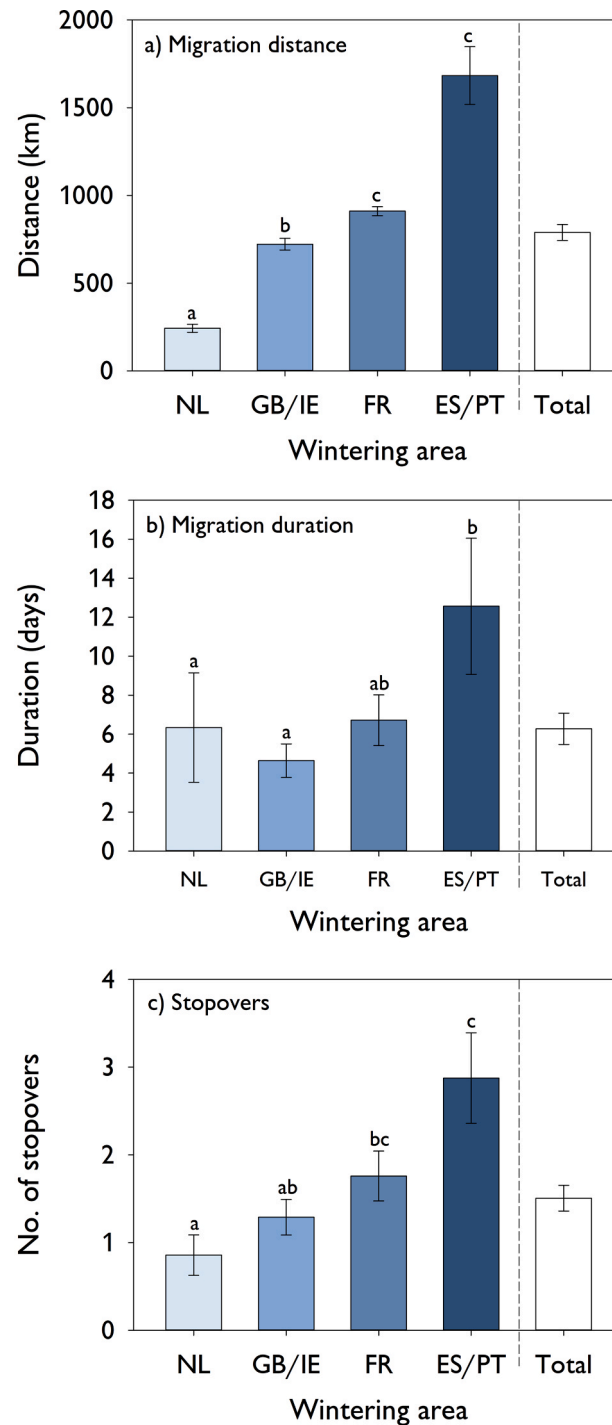 a) Migration distance
2000
1500
1000
500
0
Distance (km)
a
b
c
c
NL GB/IE FR ES/PT Total
Wintering area
b) Migration duration
18
16
14
12
10
8
6
4
2
0
Duration (days)
a
a
ab
b
NL GB/IE FR ES/PT Total
Wintering area
c) Stopovers
4
3
2
1
0
No. of stopovers
a
ab
bc
c
NL GB/IE FR ES/PT Total
Wintering area